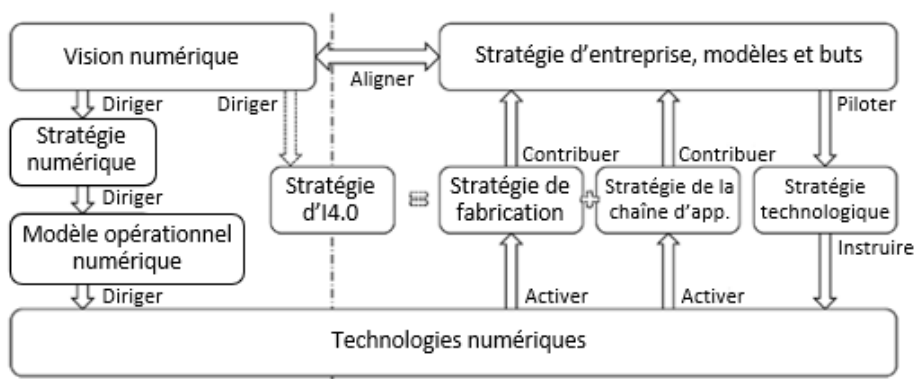 Vision numérique
Stratégie d'entreprise, modèles et buts
Aligner
Diriger
Diriger
Piloter
Stratégie
numérique
Contribuer
Contribuer
Diriger
Stratégie
d'I4.0
Stratégie de
fabrication
Stratégie de la
chaîne d'app.
Stratégie
technologique
Modèle opérationnel
numérique
Instruire
Diriger
Activer
Activer
Technologies numériques